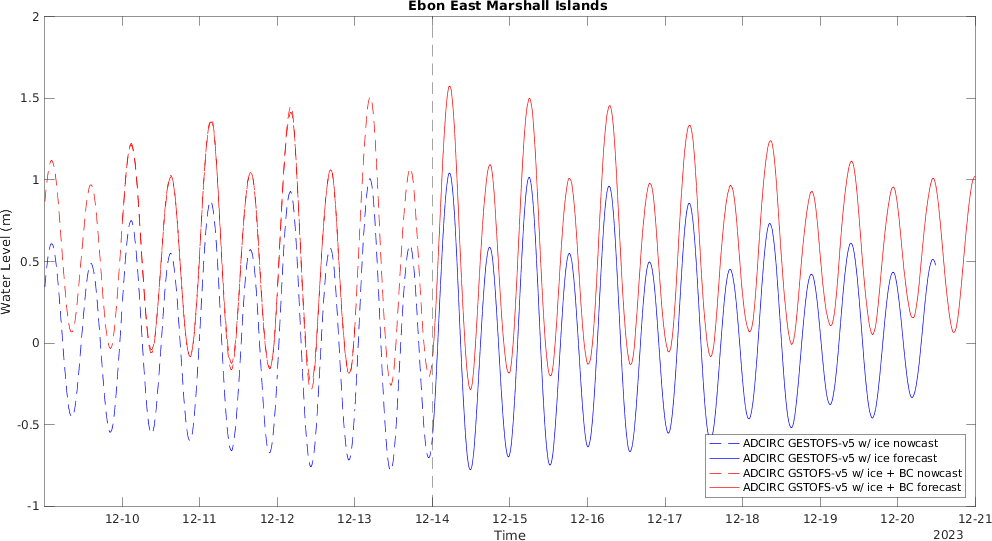 Ebon East Marshall Islands
2
1.5
1
0.5
0
-0.5
-1
Water Level (m)
ADCIRC GESTOFS-v5 w/ ice nowcast
ADCIRC GESTOFS-v5 w/ ice forecast
ADCIRC GSTOFS-v5 w/ ice + BC nowcast
ADCIRC GSTOFS-v5 w/ ice + BC forecast
12-10 12-11 12-12 12-13 12-14 12-15 12-16 12-17 12-18 12-19 12-20 12-21
Time
2023